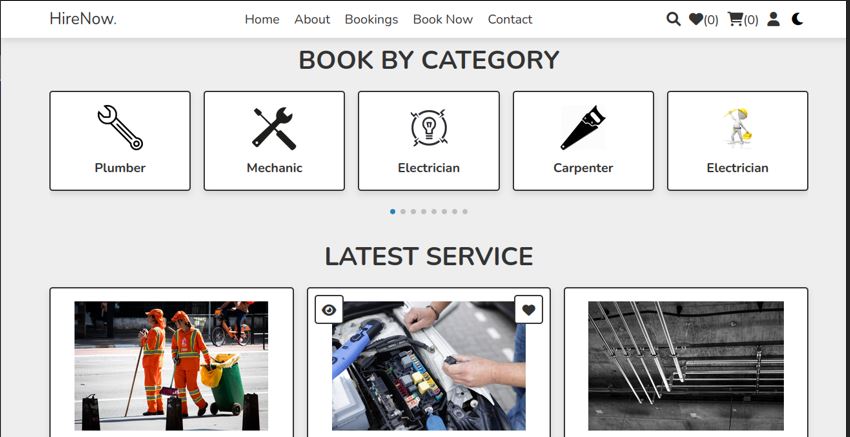 HireNow.
Home About Bookings Book Now Contact
(0) (0)
BOOK BY CATEGORY
Plumber Mechanic Electrician Carpenter Electrician
LATEST SERVICE